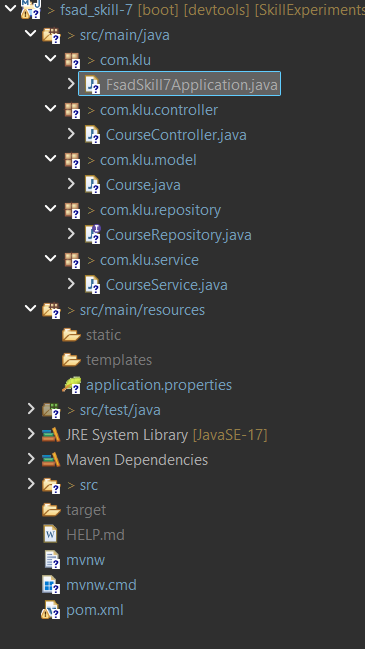 > fsad_skill-7 [boot] [devtools] [SkillExperiments
> src/main/java
> com.klu
> FsadSkill7Application.java
> com.klu.controller
> CourseController.java
> com.klu.model
> Course.java
> com.klu.repository
> CourseRepository.java
> com.klu.service
> CourseService.java
> src/main/resources
static
templates
application.properties
> src/test/java
JRE System Library [JavaSE-17]
Maven Dependencies
> src
target
HELP.md
mvnw
mvnw.cmd
pom.xml